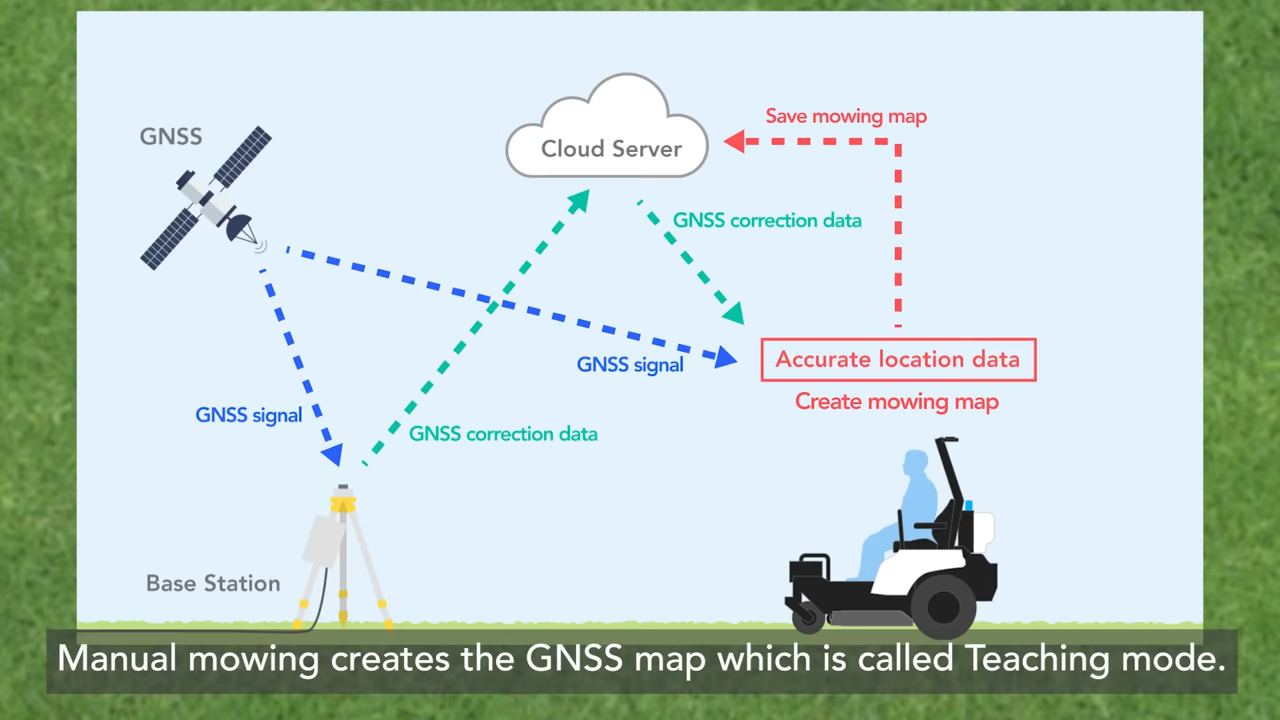 GNSS
Cloud Server
Save mowing map
GNSS correction data
GNSS signal
Accurate location data
Create mowing map
GNSS signal
GNSS correction data
Base Station
Manual mowing creates the GNSS map which is called Teaching mode.